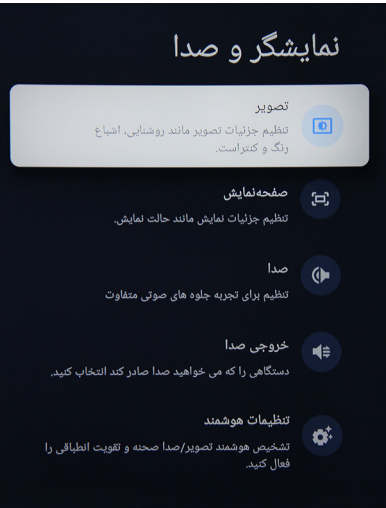 نمایشگر و صدا
تصویر
تنظیم جزئیات تصویر مانند روشنایی، اشباع
رنگ و کنتراست.
صفحه‌نمایش
تنظیم جزئیات نمایش مانند حالت نمایش.
صدا
تنظیم برای تجربه جلوه های صوتی متفاوت
خروجی صدا
دستگاهی را که می خواهید صدا صادر کند انتخاب کنید.
تنظیمات هوشمند
تشخیص هوشمند تصویر/صدا صحنه و تقویت انطباقی را
فعال کنید.